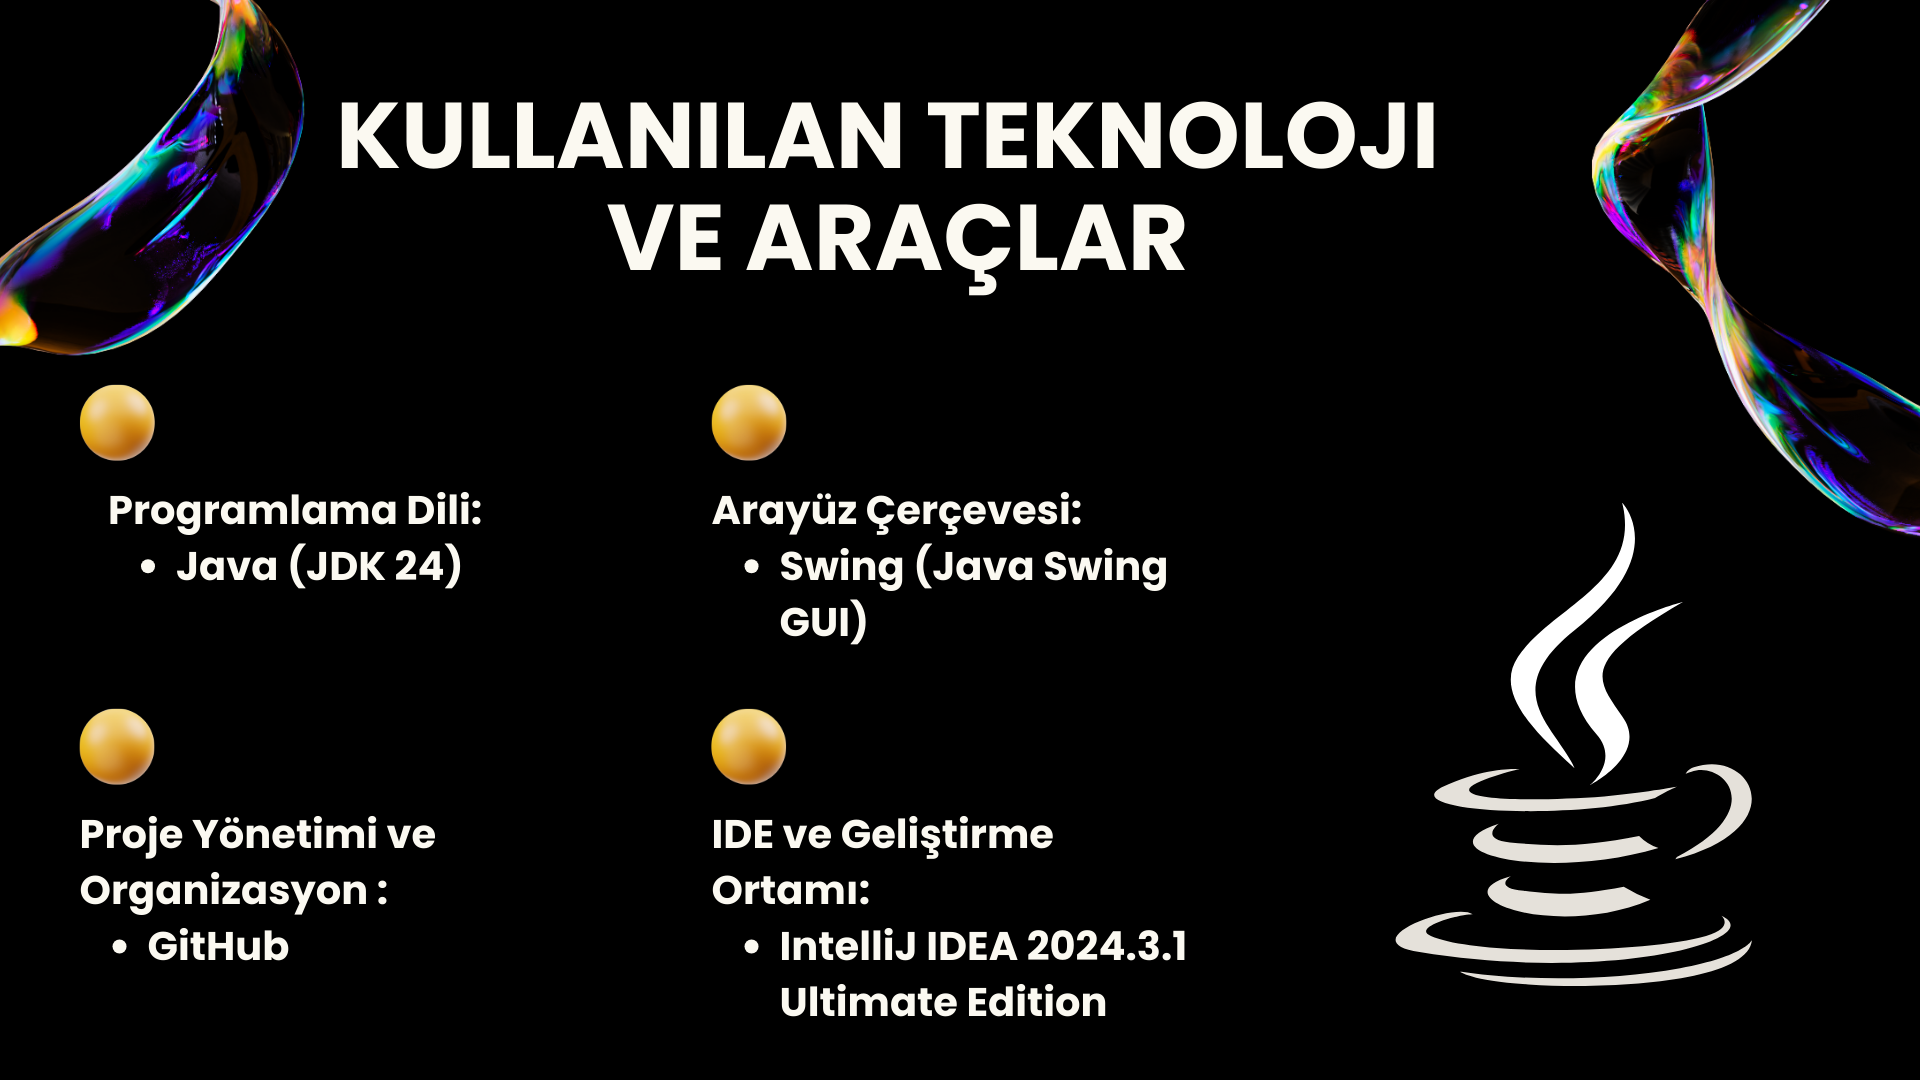 KULLANILAN TEKNOLOJI
VE ARAÇLAR
Programlama Dili:
• Java (JDK 24)
Arayüz Çerçevesi:
• Swing (Java Swing
GUI)
Proje Yönetimi ve
Organizasyon :
• GitHub
IDE ve Geliştirme
Ortamı:
• IntelliJ IDEA 2024.3.1
Ultimate Edition